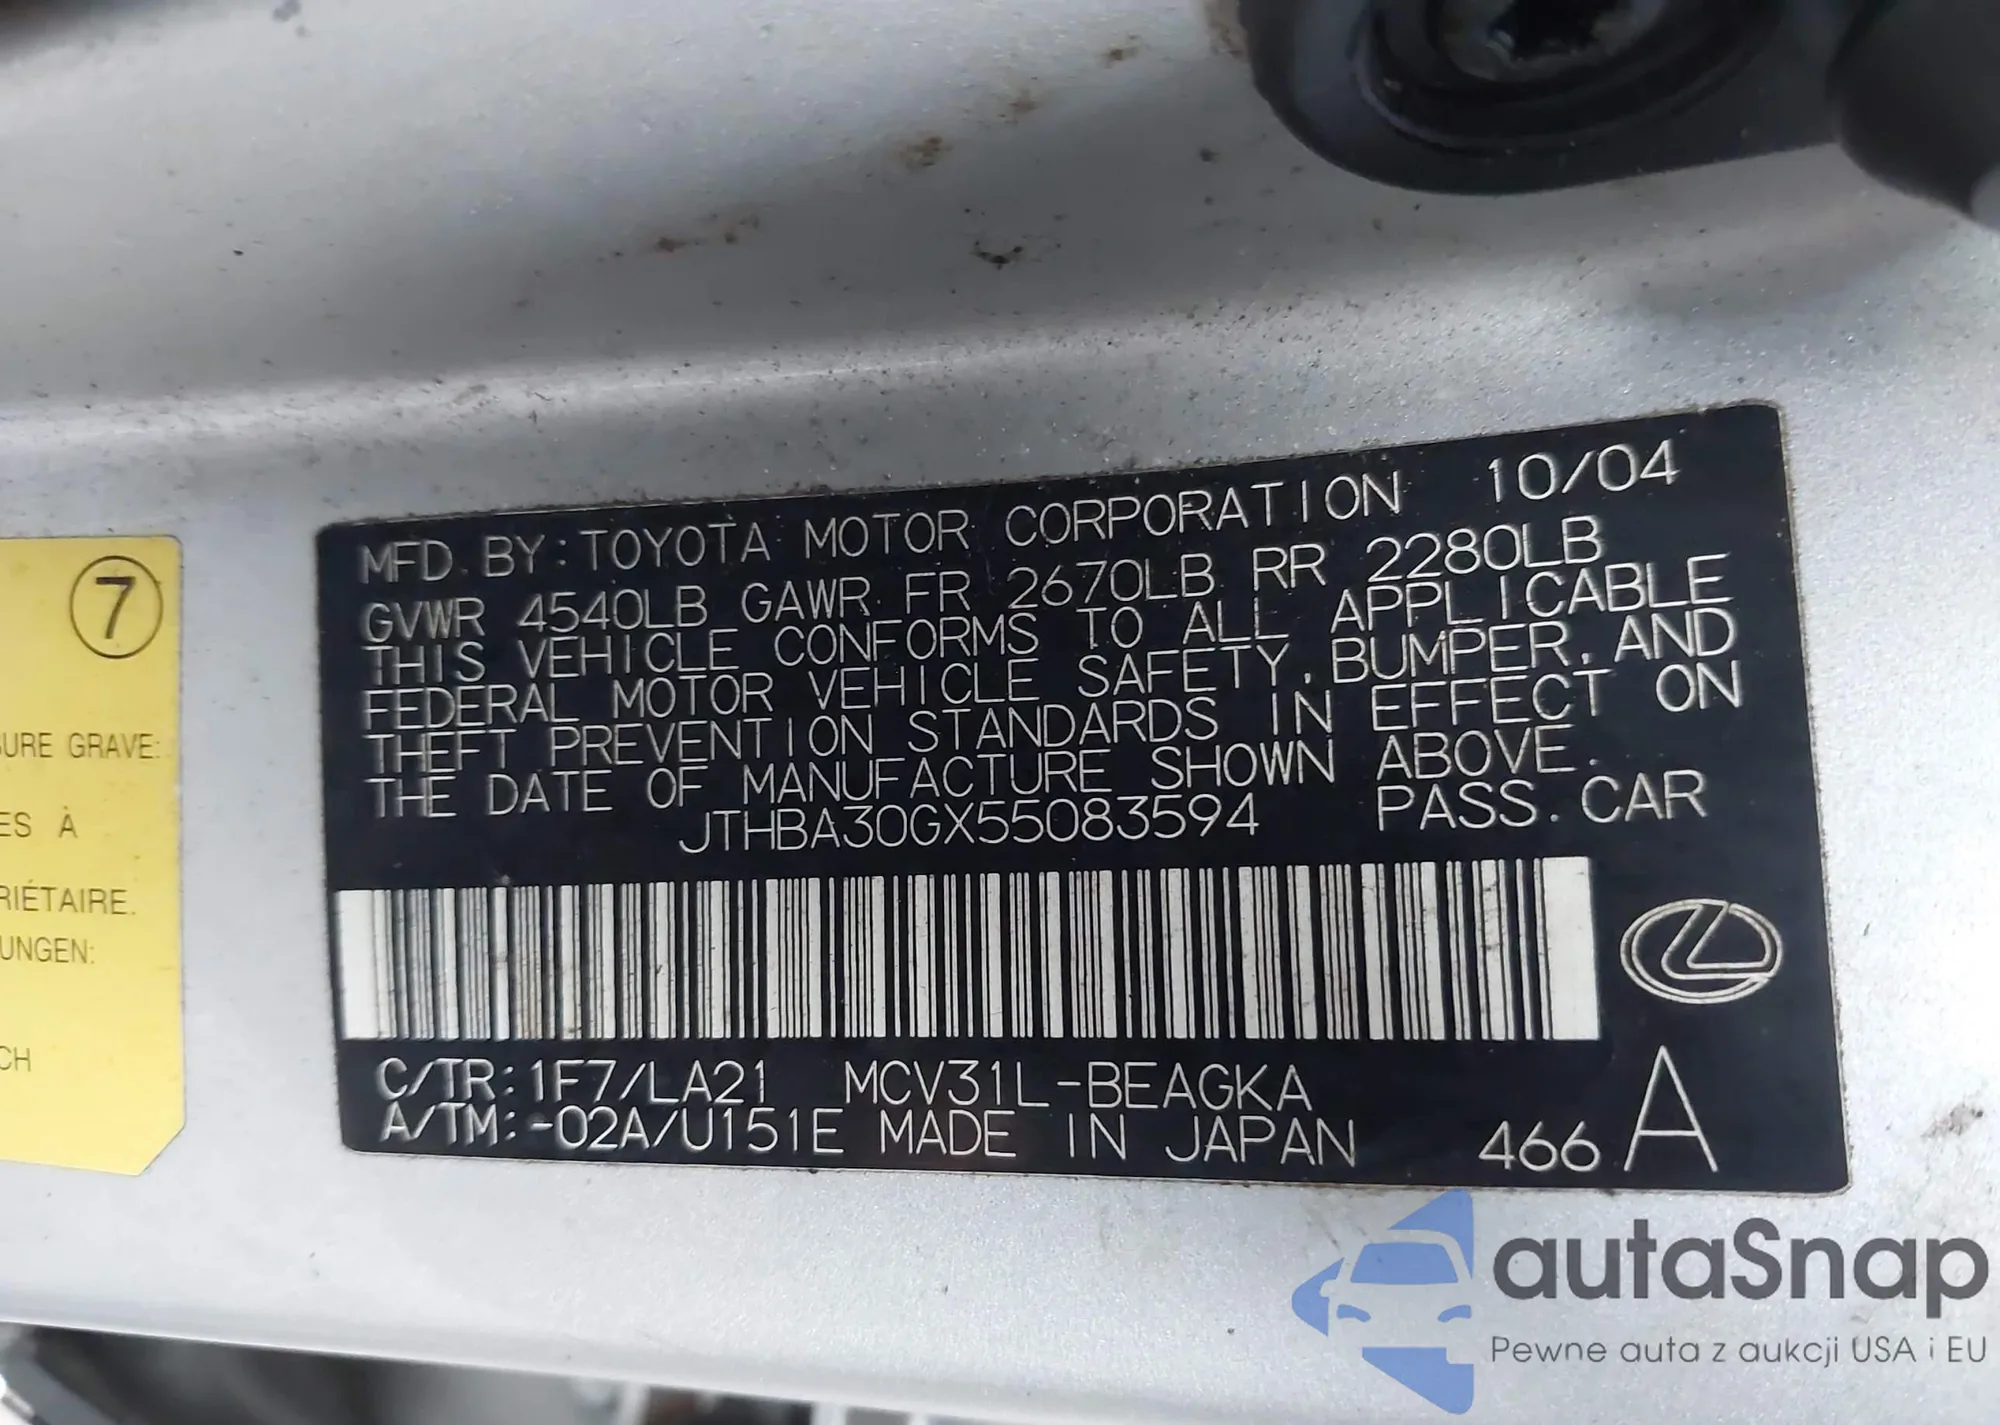 MFD. BY:TOYOTA MOTOR CORPORATION 10/04
GVWR 4540LB GAWR FR 2670LB RR 2280LB
THIS VEHICLE CONFORMS TO ALL APPLICABLE
FEDERAL MOTOR VEHICLE SAFETY, BUMPER, AND
THEFT PREVENTION STANDARDS IN EFFECT ON
THE DATE OF MANUFACTURE SHOWN ABOVE.
JTHBA30GX55083594 PASS. CAR
C/TR: 1F7/LA21 MCV31L-BEAGKA
A/TM:-02A/U151E MADE IN JAPAN 466 A
7
SURE GRAVE:
ES À
RIÉTAIRE.
UNGEN:
CH
autaSnap
Pewne auta z aukcji USA i EU